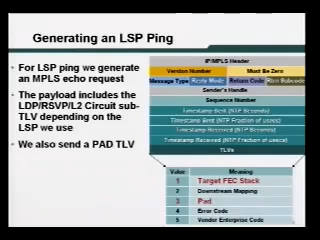 Generating an LSP Ping
• For LSP ping we generate
an MPLS echo request
• The payload includes the
LDP/RSVP/L2 Circuit sub-
TLV depending on the
LSP we use
• We also send a PAD TLV
IP/MPLS Header
Version Number Must Be Zero
Message Type Reply Mode Return Code Rtrn Subcode
Sender's Handle
Sequence Number
Timestamp Sent (NTP Seconds)
Timestamp Sent (NTP Fraction of usecs)
Timestamp Received (NTP Seconds)
Timestamp Received (NTP Fraction of usecs)
TLVs
Value Meaning
1 Target FEC Stack
2 Downstream Mapping
3 Pad
4 Error Code
5 Vendor Enterprise Code